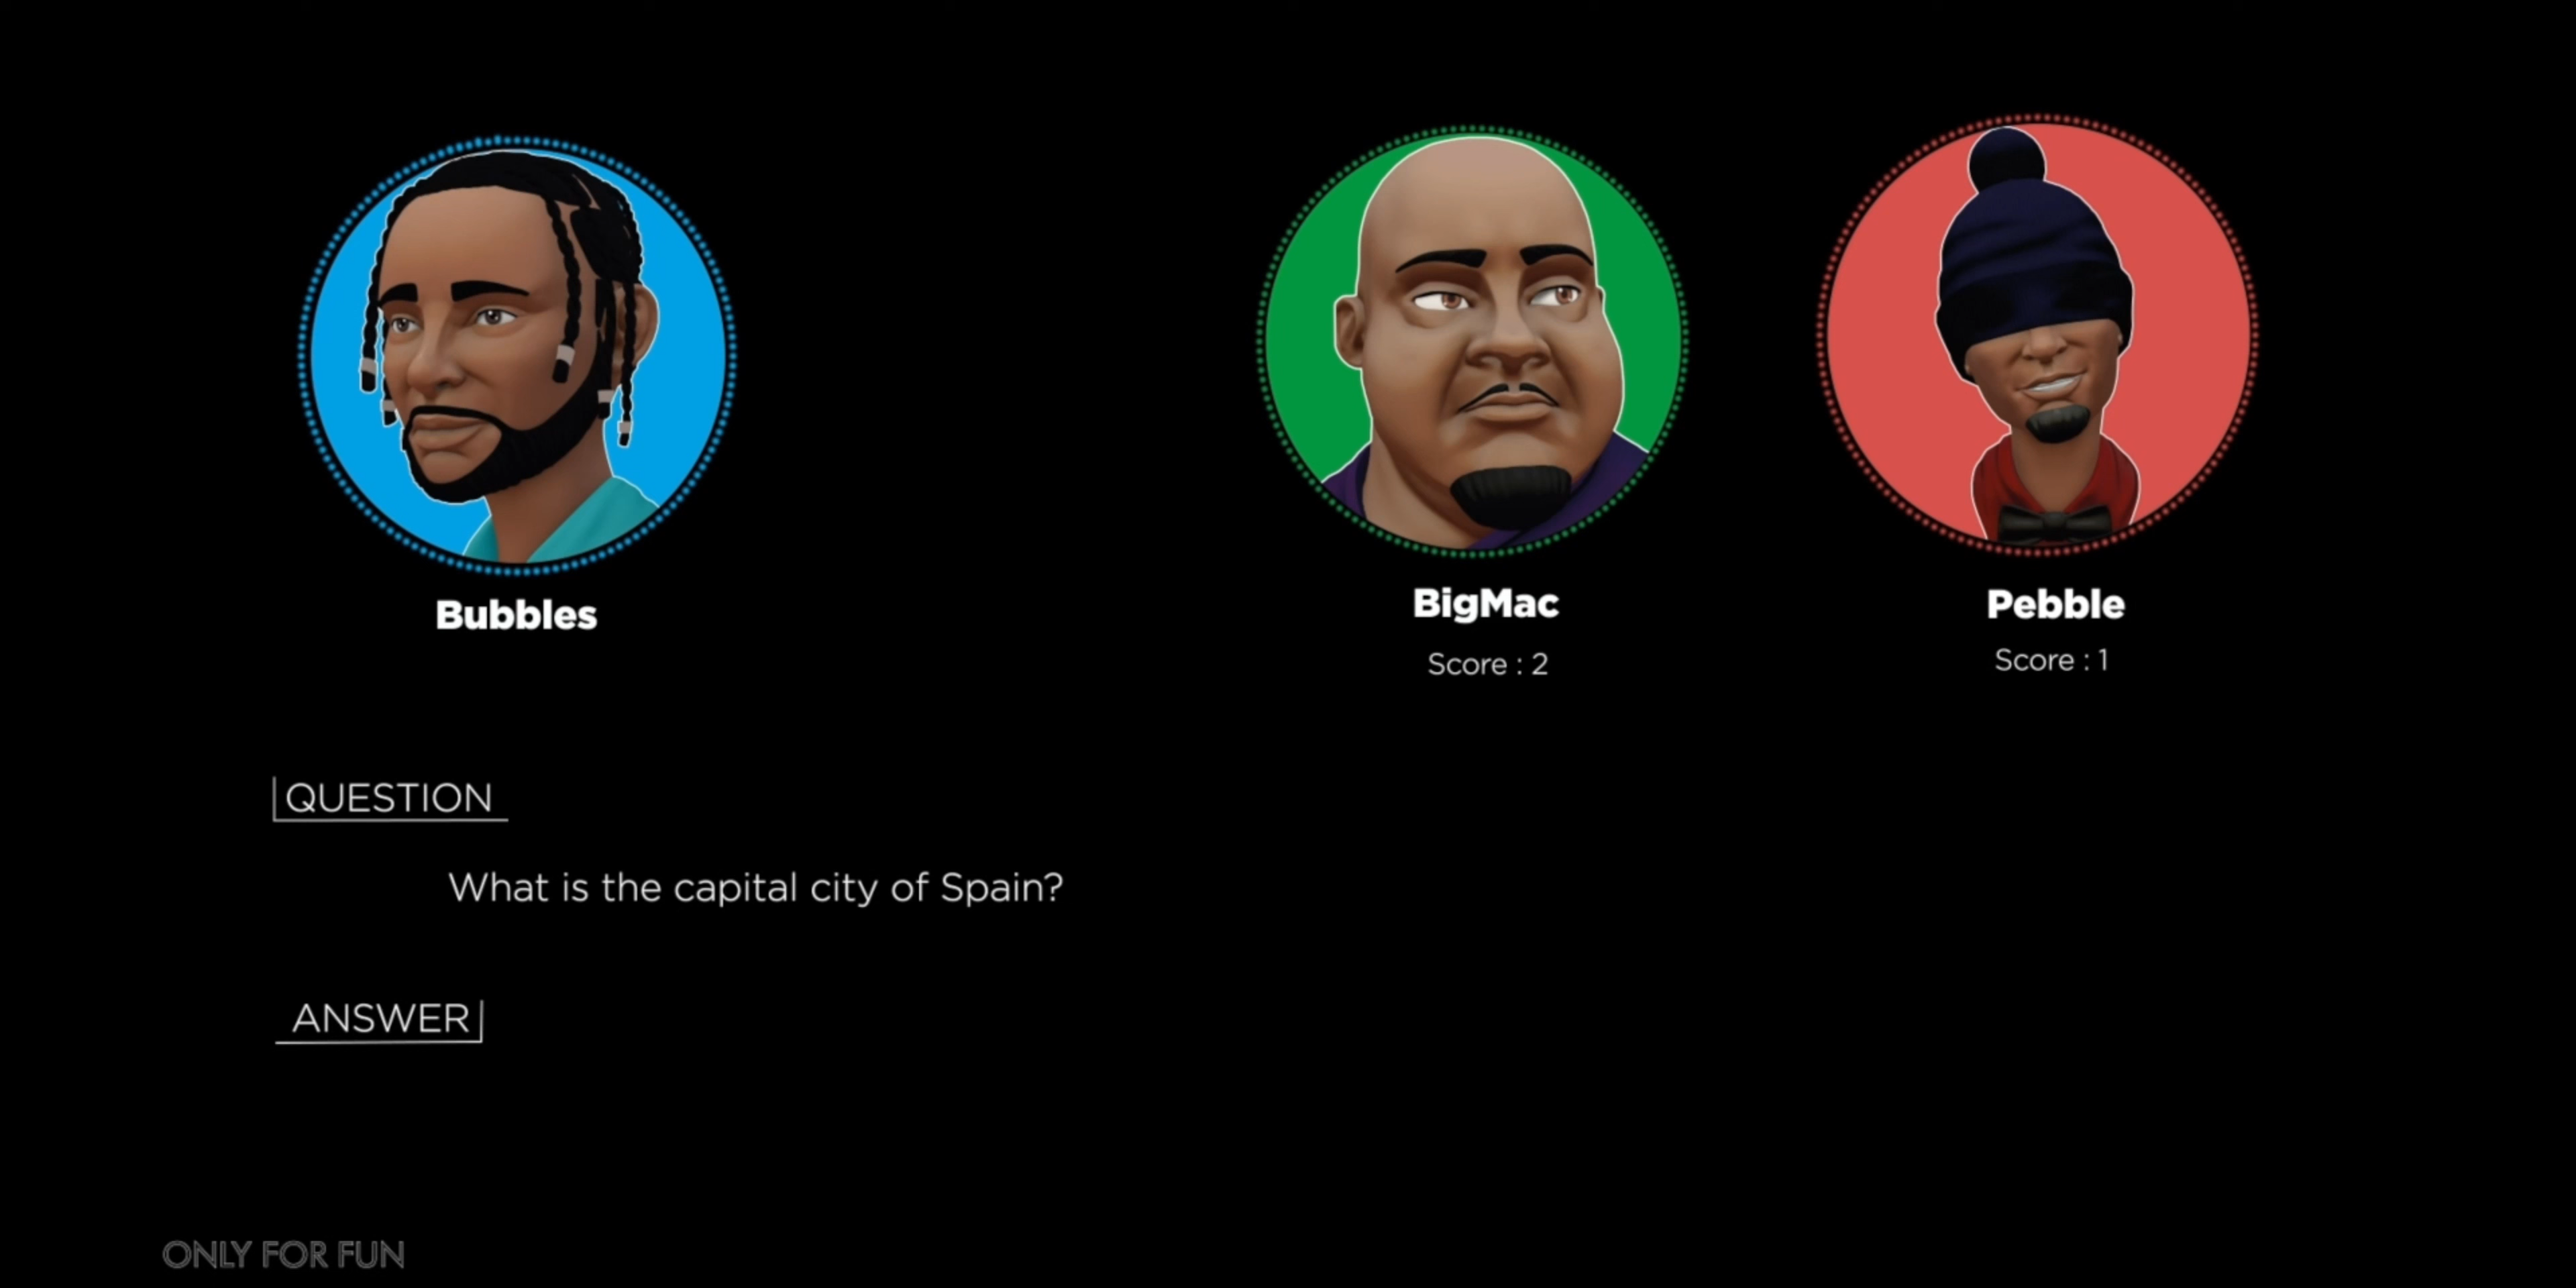 Bubbles
BigMac
Pebble
Score : 2
Score : 1
QUESTION
What is the capital city of Spain?
ANSWER
ONLY FOR FUN